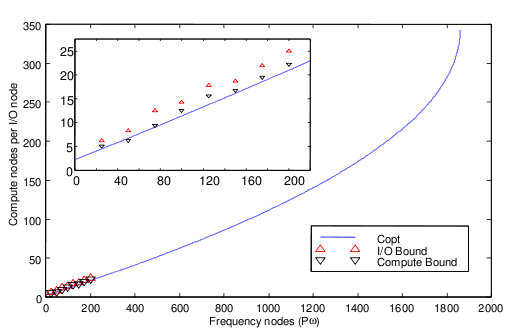 350
300
250
200
150
100
50
0
0 200 400 600 800 1000 1200 1400 1600 1800 2000
Compute nodes per I/O node
Frequency nodes (Pω)
25
20
15
10
5
0
0 40 80 120 160 200
Copt
I/O Bound
Compute Bound